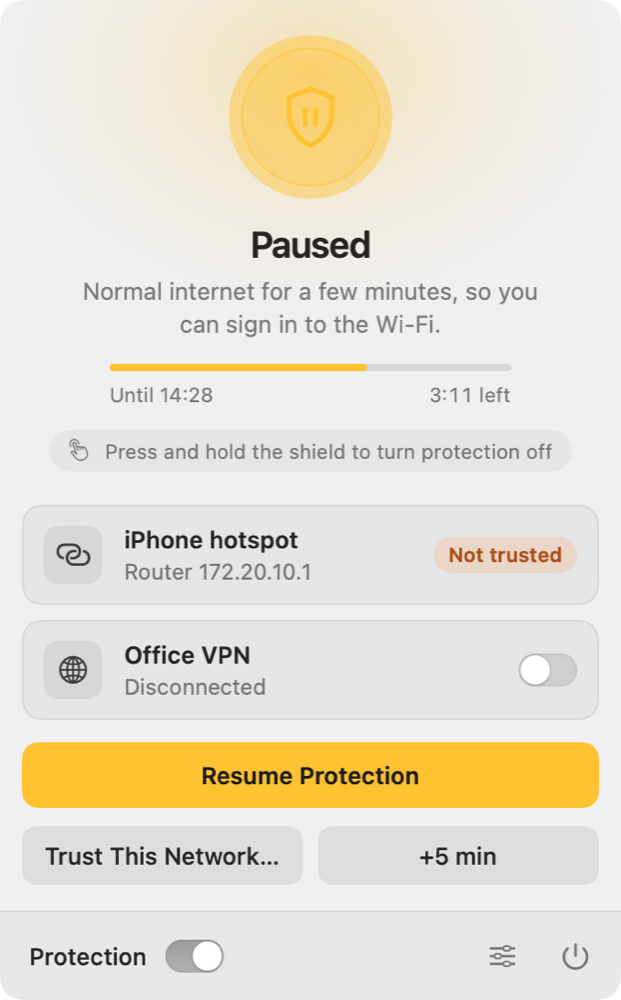 Paused
Normal internet for a few minutes, so you
can sign in to the Wi-Fi.
Until 14:28
3:11 left
Press and hold the shield to turn protection off
iPhone hotspot
Router 172.20.10.1
Not trusted
Office VPN
Disconnected
Resume Protection
Trust This Network...
+5 min
Protection